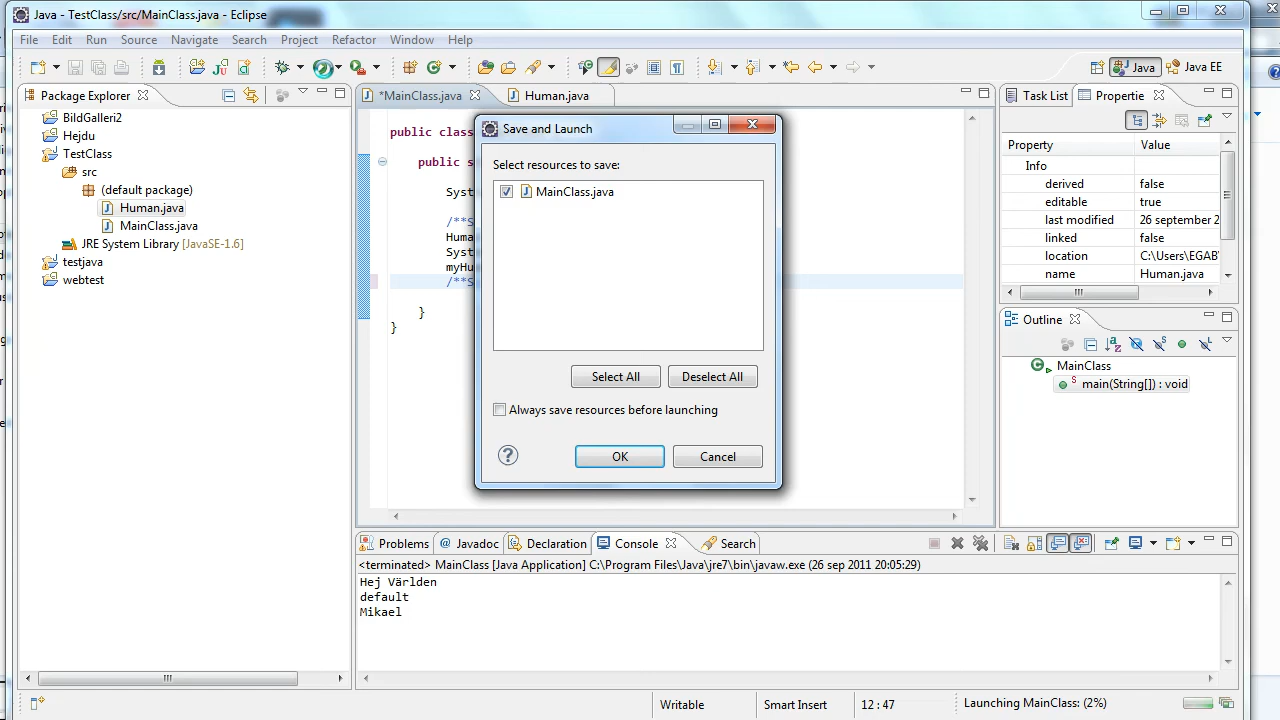 Java - TestClass/src/MainClass.java - Eclipse
File Edit Run Source Navigate Search Project Refactor Window Help
Java Java EE
Package Explorer
BildGalleri2
Hejdu
TestClass
src
(default package)
Human.java
MainClass.java
JRE System Library [JavaSE-1.6]
testjava
webtest
*MainClass.java Human.java
public class
public s
Syst
/**S
Huma
Syst
myHu
/**S
}
}
Save and Launch
Select resources to save:
MainClass.java
Select All Deselect All
Always save resources before launching
OK Cancel
Task List Propertie
Property Value
Info
derived false
editable true
last modified 26 september 2
linked false
location C:\Users\EGAB\
name Human.java
Outline
MainClass
main(String[]) : void
Problems @ Javadoc Declaration Console Search
<terminated> MainClass [Java Application] C:\Program Files\Java\jre7\bin\javaw.exe (26 sep 2011 20:05:29)
Hej Världen
default
Mikael
Writable Smart Insert 12 : 47 Launching MainClass: (2%)